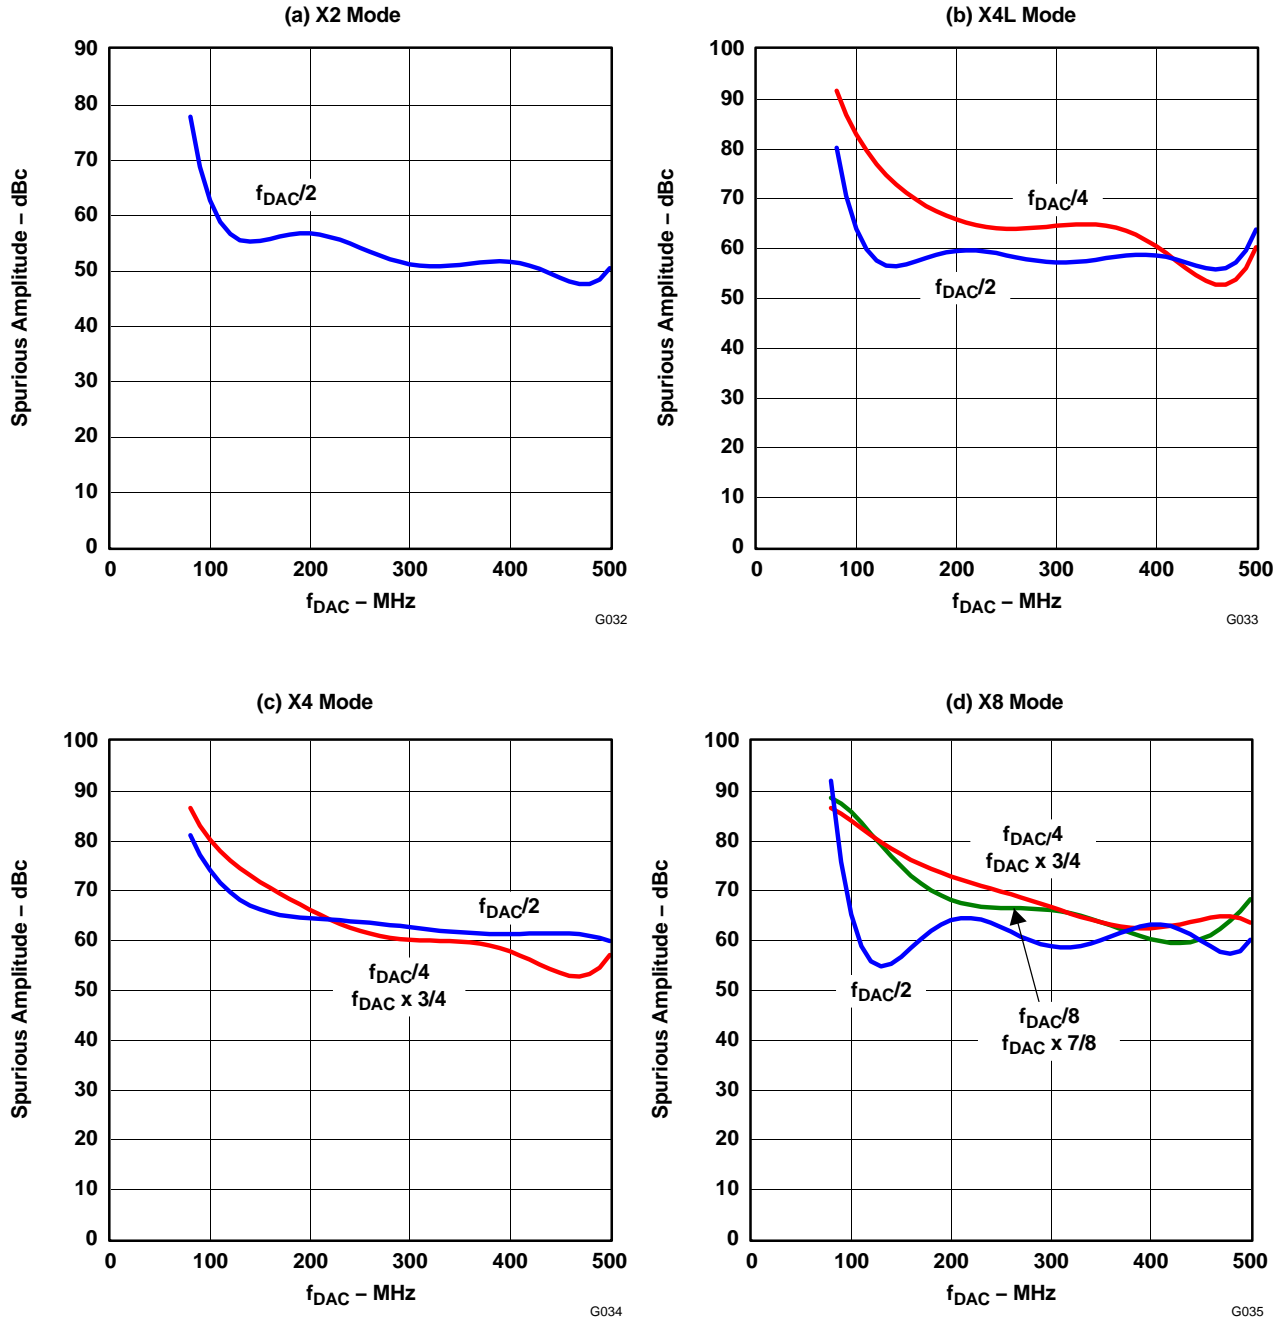 (a) X2 Mode
90
80
70
60
50
40
30
20
10
0
0 100 200 300 400 500
Spurious Amplitude – dBc
fDAC – MHz
fDAC/2
G032
(b) X4L Mode
100
90
80
70
60
50
40
30
20
10
0
0 100 200 300 400 500
Spurious Amplitude – dBc
fDAC – MHz
fDAC/4
fDAC/2
G033
(c) X4 Mode
100
90
80
70
60
50
40
30
20
10
0
0 100 200 300 400 500
Spurious Amplitude – dBc
fDAC – MHz
fDAC/2
fDAC/4
fDAC x 3/4
G034
(d) X8 Mode
100
90
80
70
60
50
40
30
20
10
0
0 100 200 300 400 500
Spurious Amplitude – dBc
fDAC – MHz
fDAC/4
fDAC x 3/4
fDAC/2
fDAC/8
fDAC x 7/8
G035